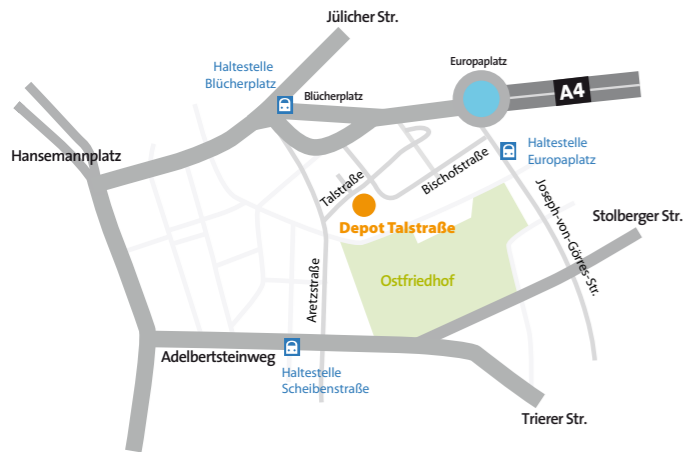 Jülicher Str.
Europaplatz
Haltestelle
Blücherplatz
Blücherplatz
A4
Hansemannplatz
Haltestelle
Europaplatz
Talstraße
Bischofstraße
Joseph-von-Görres-Str.
Stolberger Str.
Depot Talstraße
Aretzstraße
Ostfriedhof
Adelbertsteinweg
Haltestelle
Scheibenstraße
Trierer Str.